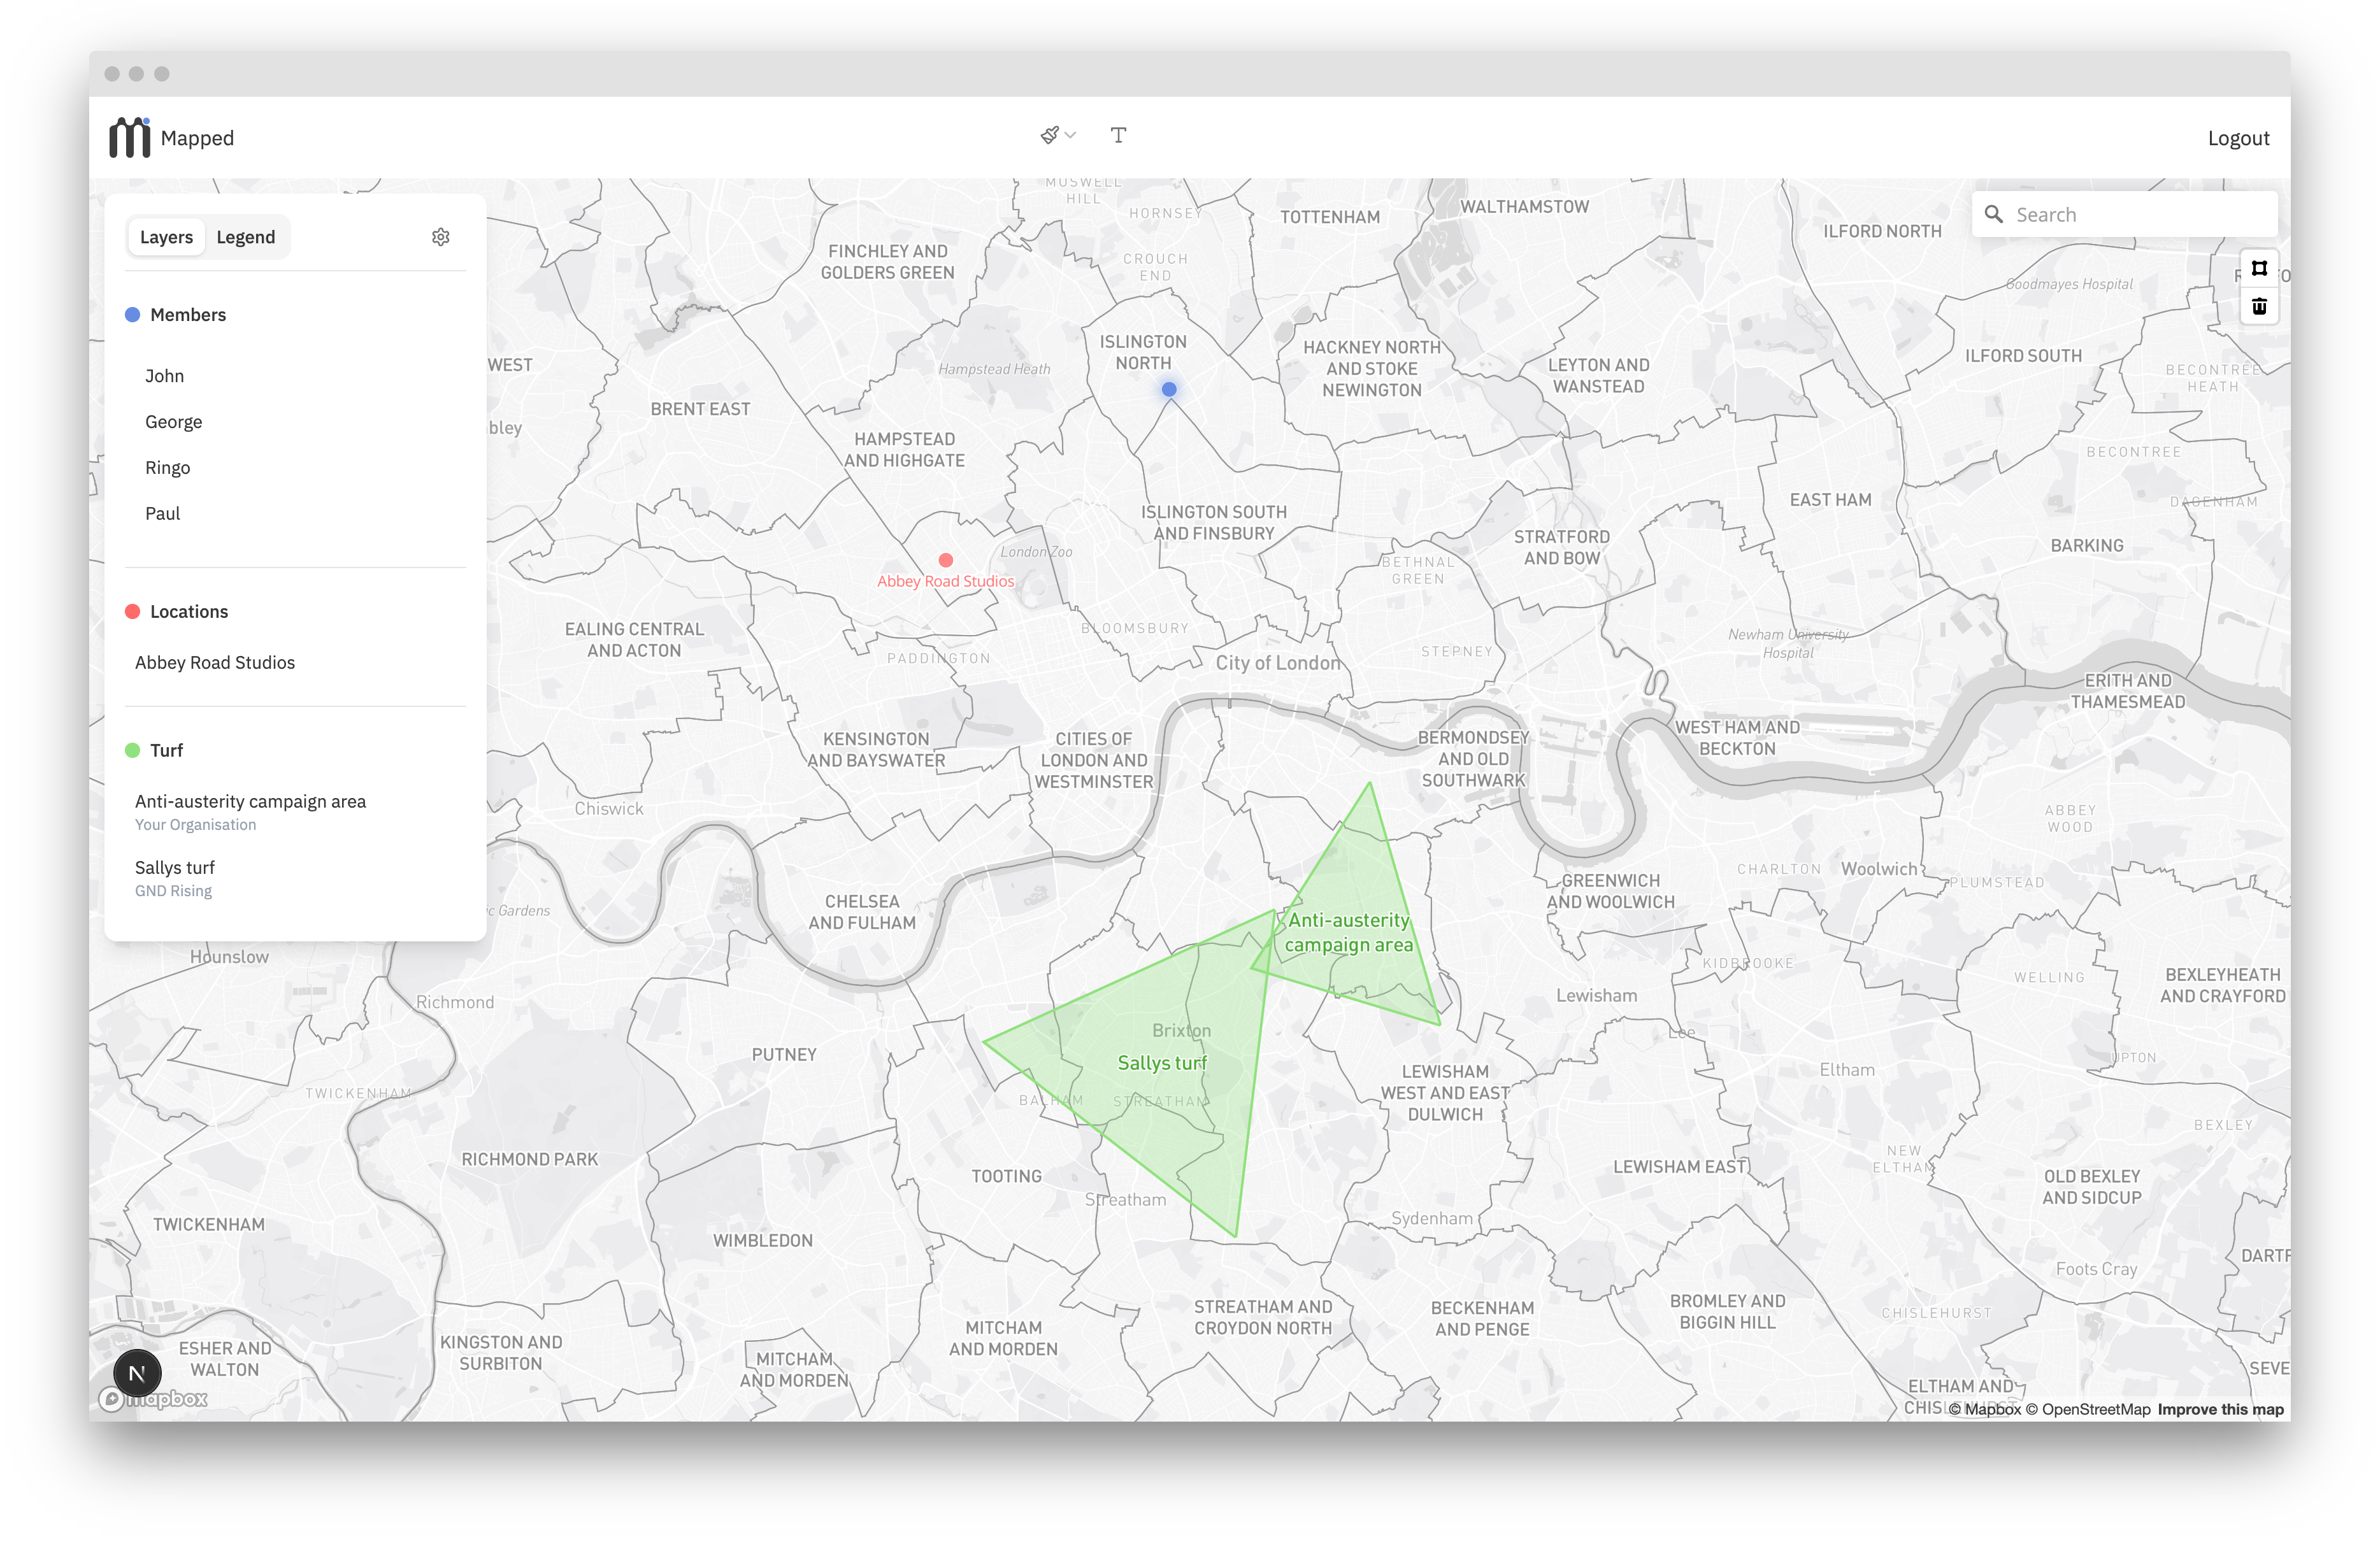 Mapped
T
Logout
Layers
Legend
Members
John
George
Ringo
Paul
Locations
Abbey Road Studios
Turf
Anti-austerity campaign area
Your Organisation
Sallys turf
GND Rising
Search
MUSWELL
HILL
HORNSEY
TOTTENHAM
WALTHAMSTOW
ILFORD NORTH
FINCHLEY AND
GOLDERS GREEN
CROUCH
END
Goodmayes Hospital
ISLINGTON
NORTH
HACKNEY NORTH
AND STOKE
NEWINGTON
LEYTON AND
WANSTEAD
ILFORD SOUTH
BECONTREE
HEATH
WEST
Hampstead Heath
BRENT EAST
bley
HAMPSTEAD
AND HIGHGATE
BECONTREE
EAST HAM
DAGENHAM
ISLINGTON SOUTH
AND FINSBURY
STRATFORD
AND BOW
BARKING
London Zoo
Abbey Road Studios
BETHNAL
GREEN
EALING CENTRAL
AND ACTON
BLOOMSBURY
PADDINGTON
City of London
STEPNEY
Newham University
Hospital
ERITH AND
THAMESMEAD
KENSINGTON
AND BAYSWATER
CITIES OF
LONDON AND
WESTMINSTER
BERMONDSEY
AND OLD
SOUTHWARK
WEST HAM AND
BECKTON
Chiswick
ABBEY
WOOD
CHARLTON
Woolwich
PLUMSTEAD
GREENWICH
AND WOOLWICH
CHELSEA
AND FULHAM
ic Gardens
Anti-austerity
campaign area
Hounslow
KIDBROOKE
WELLING
BEXLEYHEATH
AND CRAYFORD
Richmond
Lewisham
Brixton
Lee
PUTNEY
Sallys turf
UPTON
Eltham
TWICKENHAM
BALHAM
STREATHAM
LEWISHAM
WEST AND EAST
DULWICH
BEXLEY
RICHMOND PARK
TOOTING
LEWISHAM EAST
NEW
ELTHAM
OLD BEXLEY
AND SIDCUP
Streatham
TWICKENHAM
Sydenham
WIMBLEDON
DARTF
Foots Cray
STREATHAM AND
CROYDON NORTH
BECKENHAM
AND PENGE
BROMLEY AND
BIGGIN HILL
CHISLEHURST
ESHER AND
WALTON
KINGSTON AND
SURBITON
MITCHAM
AND MORDEN
MITCHAM
AND MORDEN
SEVE
ELTHAM AND
CHISLEHURST
N
mapbox
© Mapbox © OpenStreetMap Improve this map